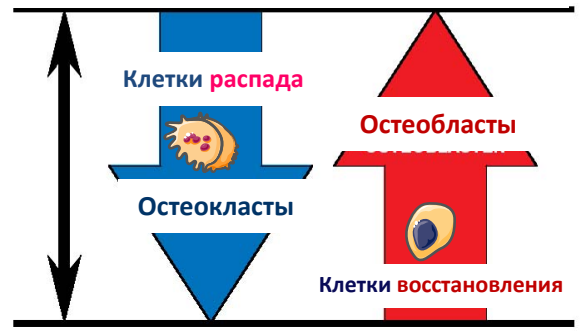 Клетки распада
Остеокласты
Остеобласты
Клетки восстановления